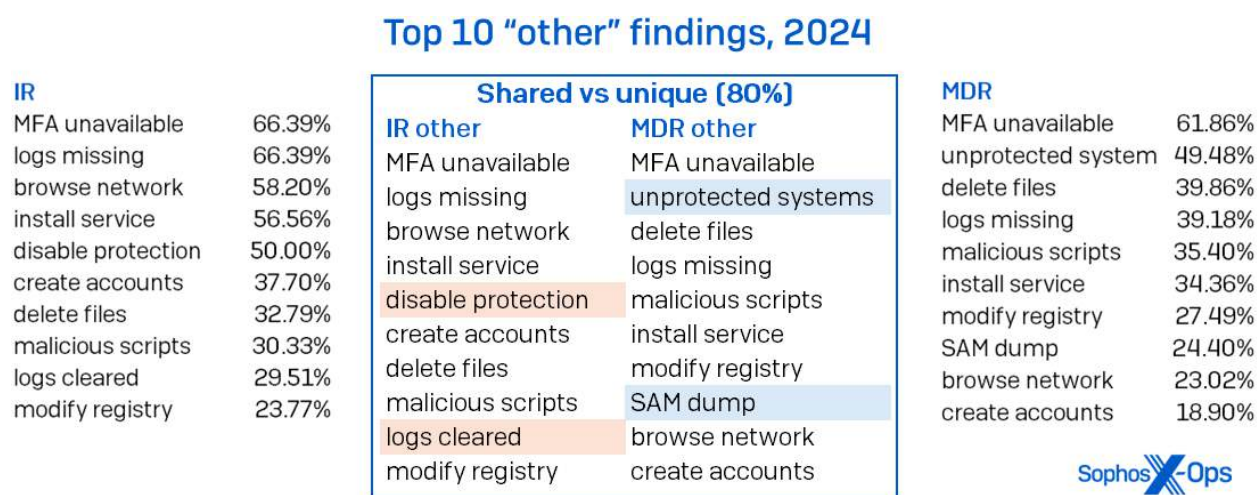 Top 10 “other” findings, 2024
IR
MFA unavailable 66.39%
logs missing 66.39%
browse network 58.20%
install service 56.56%
disable protection 50.00%
create accounts 37.70%
delete files 32.79%
malicious scripts 30.33%
logs cleared 29.51%
modify registry 23.77%
Shared vs unique (80%)
IR other MDR other
MFA unavailable MFA unavailable
logs missing unprotected systems
browse network delete files
install service logs missing
disable protection malicious scripts
create accounts install service
delete files modify registry
malicious scripts SAM dump
logs cleared browse network
modify registry create accounts
MDR
MFA unavailable 61.86%
unprotected system 49.48%
delete files 39.86%
logs missing 39.18%
malicious scripts 35.40%
install service 34.36%
modify registry 27.49%
SAM dump 24.40%
browse network 23.02%
create accounts 18.90%
Sophos X-Ops